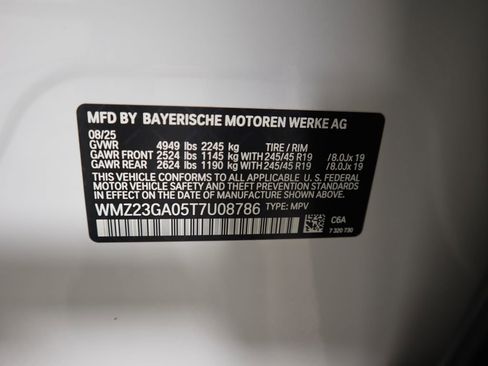 MFD BY BAYERISCHE MOTOREN WERKE AG
08/25
GVWR 4949 lbs 2245 kg TIRE / RIM
GAWR FRONT 2524 lbs 1145 kg WITH 245/45 R19 /8.0Jx 19
GAWR REAR 2624 lbs 1190 kg WITH 245/45 R19 /8.0Jx 19
THIS VEHICLE CONFORMS TO ALL APPLICABLE U.S. FEDERAL
MOTOR VEHICLE SAFETY AND THEFT PREVENTION STANDARDS
IN EFFECT ON THE DATE OF MANUFACTURE SHOWN ABOVE.
WMZ23GA05T7U08786 TYPE: MPV
C6A
7 320 730